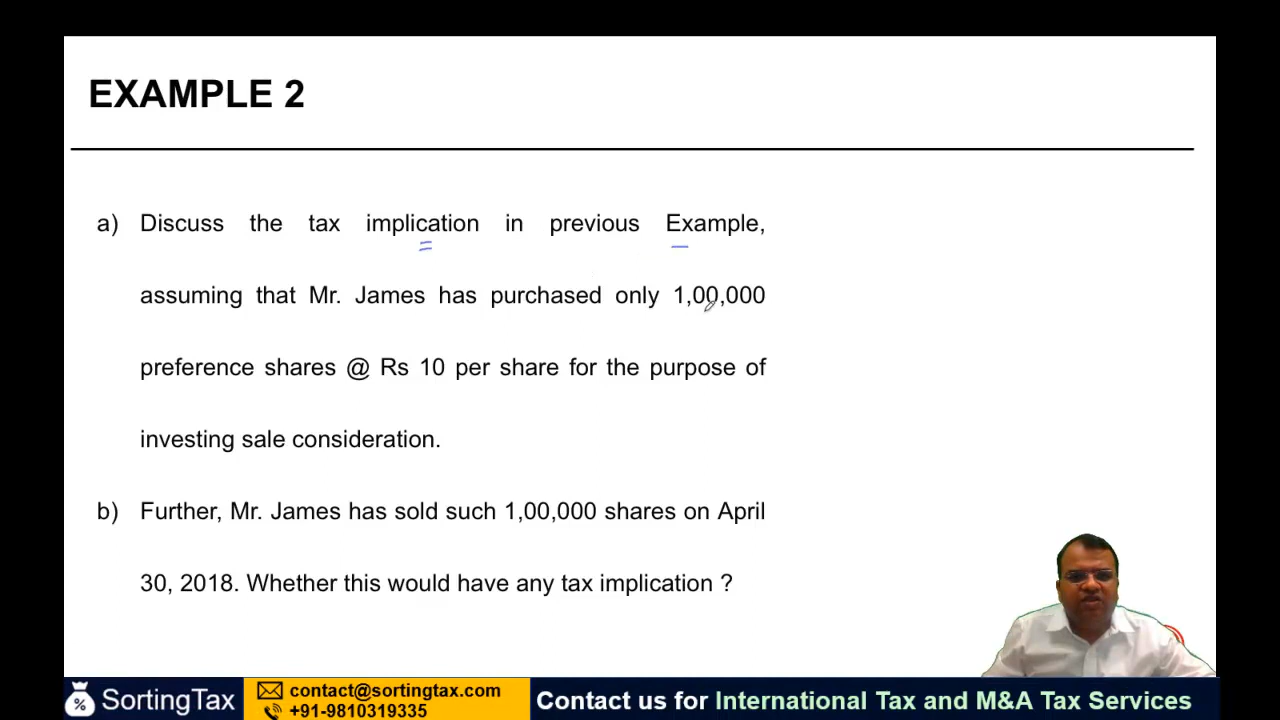 EXAMPLE 2
a) Discuss the tax implication in previous Example,
assuming that Mr. James has purchased only 1,00,000
preference shares @ Rs 10 per share for the purpose of
investing sale consideration.
b) Further, Mr. James has sold such 1,00,000 shares on April
30, 2018. Whether this would have any tax implication ?
SortingTax
contact@sortingtax.com
+91-9810319335
Contact us for International Tax and M&A Tax Services